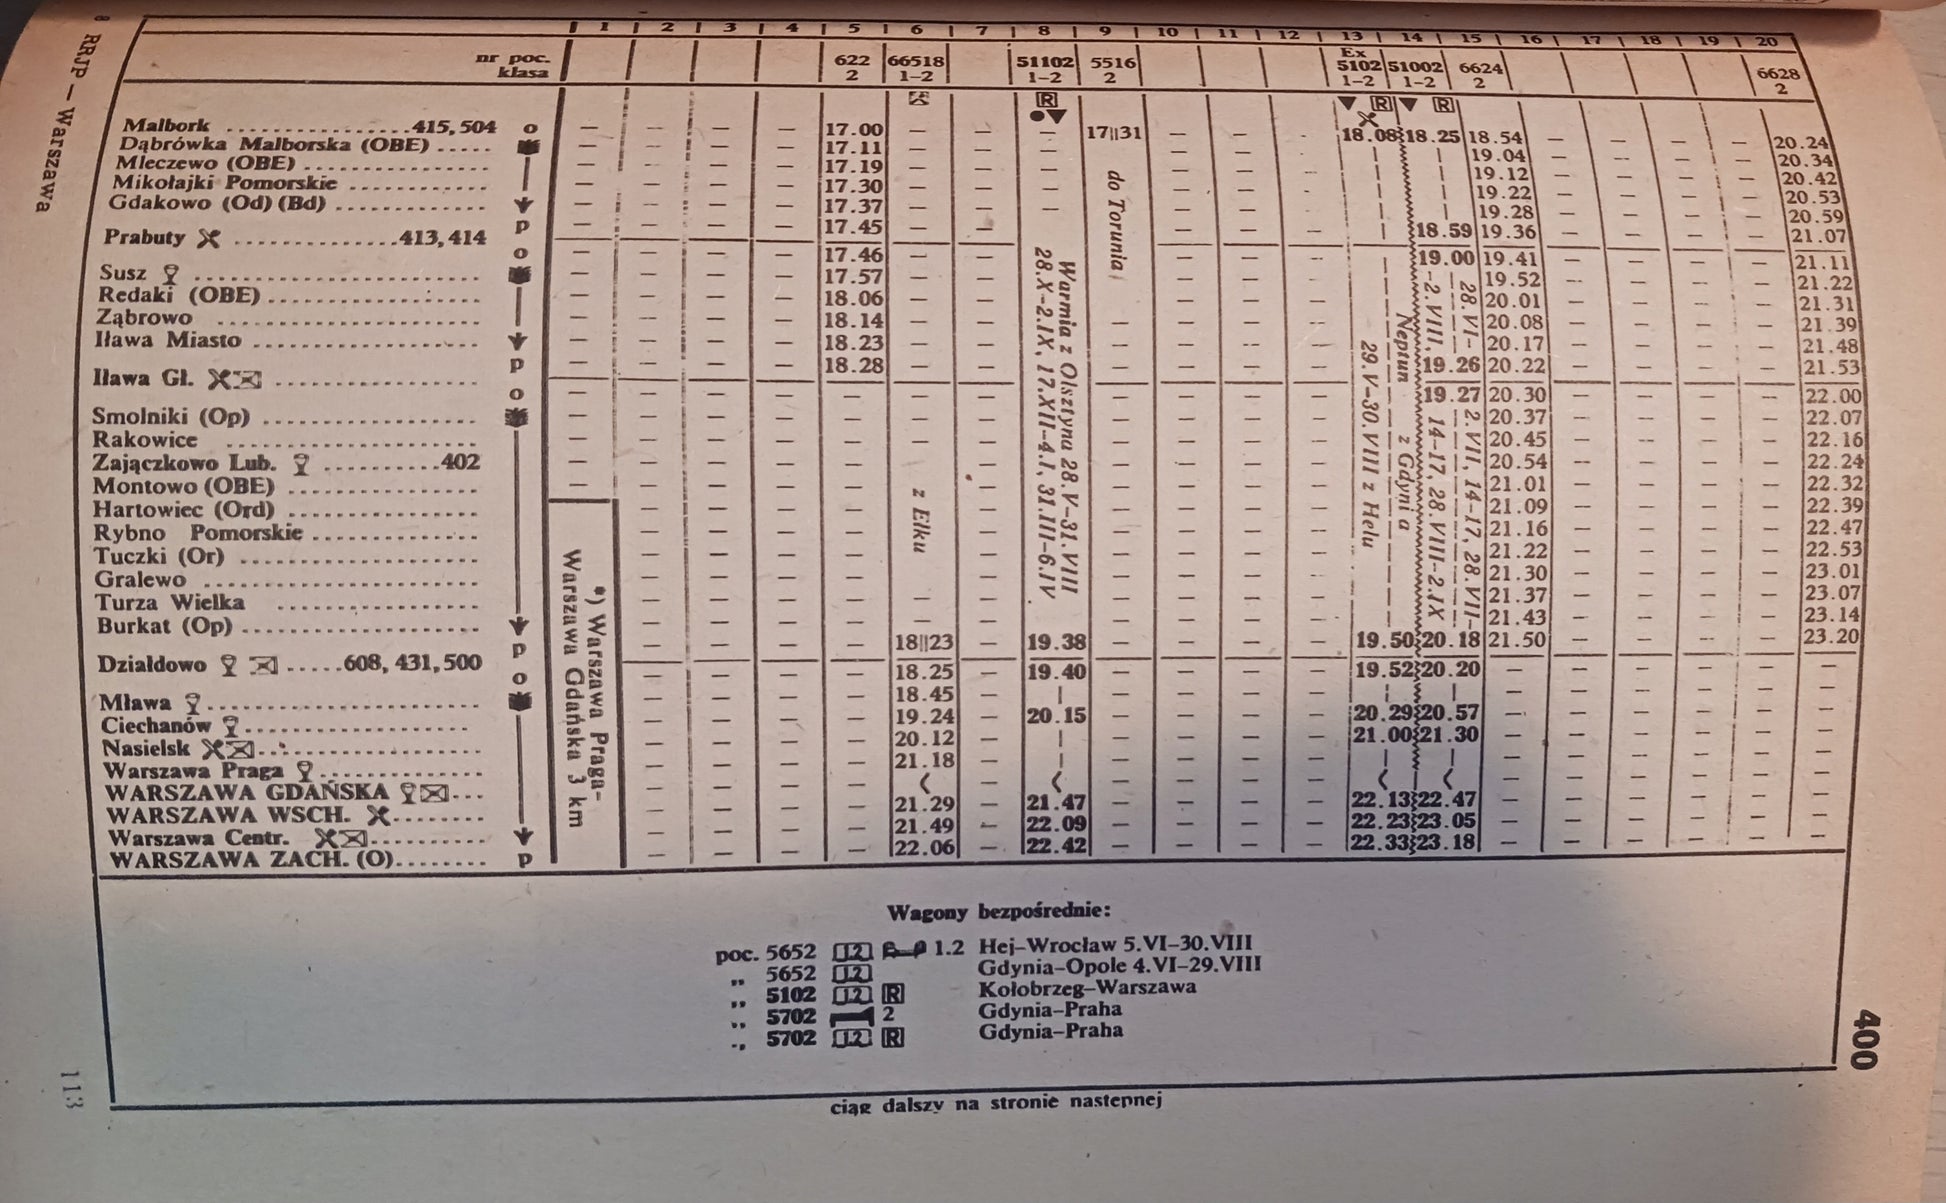 8 RRJP – Warszawa
1 2 3 4 5 6 7 8 9 10 11 12 13 14 15 16 17 18 19 20
nr poc. 622 66518 51102 5516 Ex 5102 51002 6624 6628
klasa 2 1–2 1–2 2 1–2 1–2 2 2
R R R
Malbork ................ 415, 504 o – – – – 17.00 – – – 17||31 – – – 18.08 18.25 18.54 – – – – 20.24
Dąbrówka Malborska (OBE) ..... – – – – 17.11 – – – – – – 19.04 – – – – 20.34
Mleczewo (OBE) ................ – – – – 17.19 – – – – – – 19.12 – – – – 20.42
Mikołajki Pomorskie ............ – – – – 17.30 – – – – – – 19.22 – – – – 20.53
Gdakowo (Od) (Bd) ............. – – – – 17.37 – – – – – – 19.28 – – – – 20.59
Prabuty ............. 413, 414 p – – – – 17.45 – – – – – 18.59 19.36 – – – – 21.07
o – – – – 17.46 – – – – – 19.00 19.41 – – – – 21.11
Susz ........................ – – – – 17.57 – – – – – 19.52 – – – – 21.22
Redaki (OBE) .................. – – – – 18.06 – – – – – 20.01 – – – – 21.31
Ząbrowo ...................... – – – – 18.14 – – – – – – 20.08 – – – – 21.39
Iława Miasto .................. – – – – 18.23 – – – – – – 20.17 – – – – 21.48
Iława Gł. .................. p – – – – 18.28 – – – – – – 19.26 20.22 – – – – 21.53
o – – – – – – – – – – – 19.27 20.30 – – – – 22.00
Smolniki (Op) .................. – – – – – – – – – – – 20.37 – – – – 22.07
Rakowice ...................... – – – – – – – – – – – 20.45 – – – – 22.16
Zajączkowo Lub. .......... 402 – – – – – – – – – – – 20.54 – – – – 22.24
Montowo (OBE) ................ – – – – – – – – – – 21.01 – – – – 22.32
Hartowiec (Ord) ................ – – – – – – – – – 21.09 – – – – 22.39
Rybno Pomorskie .............. – – – – – – – – – 21.16 – – – – 22.47
Tuczki (Or) .................... – – – – – – – – – 21.22 – – – – 22.53
Gralewo ...................... – – – – – – – – – 21.30 – – – – 23.01
Turza Wielka .................. – – – – – – – – – – 21.37 – – – – 23.07
Burkat (Op) .................... – – – – – – – – – – 21.43 – – – – 23.14
Działdowo ..... 608, 431, 500 p – – – – 18||23 – 19.38 – – – – 19.50 20.18 21.50 – – – – 23.20
o – – – – 18.25 – 19.40 – – – – 19.52 20.20 – – – – – –
Mława ........................ – – – – 18.45 – – – – – – – – – – – –
Ciechanów .................... – – – – 19.24 – 20.15 – – – – 20.29 20.57 – – – – – –
Nasielsk .................... – – – – 20.12 – – – – – – 21.00 21.30 – – – – – –
Warszawa Praga ................ – – – – 21.18 – – – – – – – – – – – –
WARSZAWA GDAŃSKA ... – – – – – – – – – – – – – –
WARSZAWA WSCH. ........ – – – – 21.29 – 21.47 – – – – 22.13 22.47 – – – – – –
Warszawa Centr. .......... – – – – 21.49 – 22.09 – – – – 22.23 23.05 – – – – – –
WARSZAWA ZACH. (O) ........ p – – – – 22.06 – 22.42 – – – – 22.33 23.18 – – – – – –
*) Warszawa Praga–
Warszawa Gdańska 3 km
z Ełku
Warmia z Olsztyna 28.V–31.VIII
28.X–2.IX, 17.XII–4.I, 31.III–6.IV
do Torunia
29.V–30.VIII z Helu
Neptun z Gdyni a
28.VI– 2.VII, 14–17, 28.VII–
–2.VIII, 14–17, 28.VIII–2.IX
Wagony bezpośrednie:
poc. 5652 12 1.2 Hej–Wrocław 5.VI–30.VIII
„ 5652 12 Gdynia–Opole 4.VI–29.VIII
„ 5102 12 R Kołobrzeg–Warszawa
„ 5702 2 Gdynia–Praha
„ 5702 12 R Gdynia–Praha
ciąg dalszy na stronie następnej
400
113